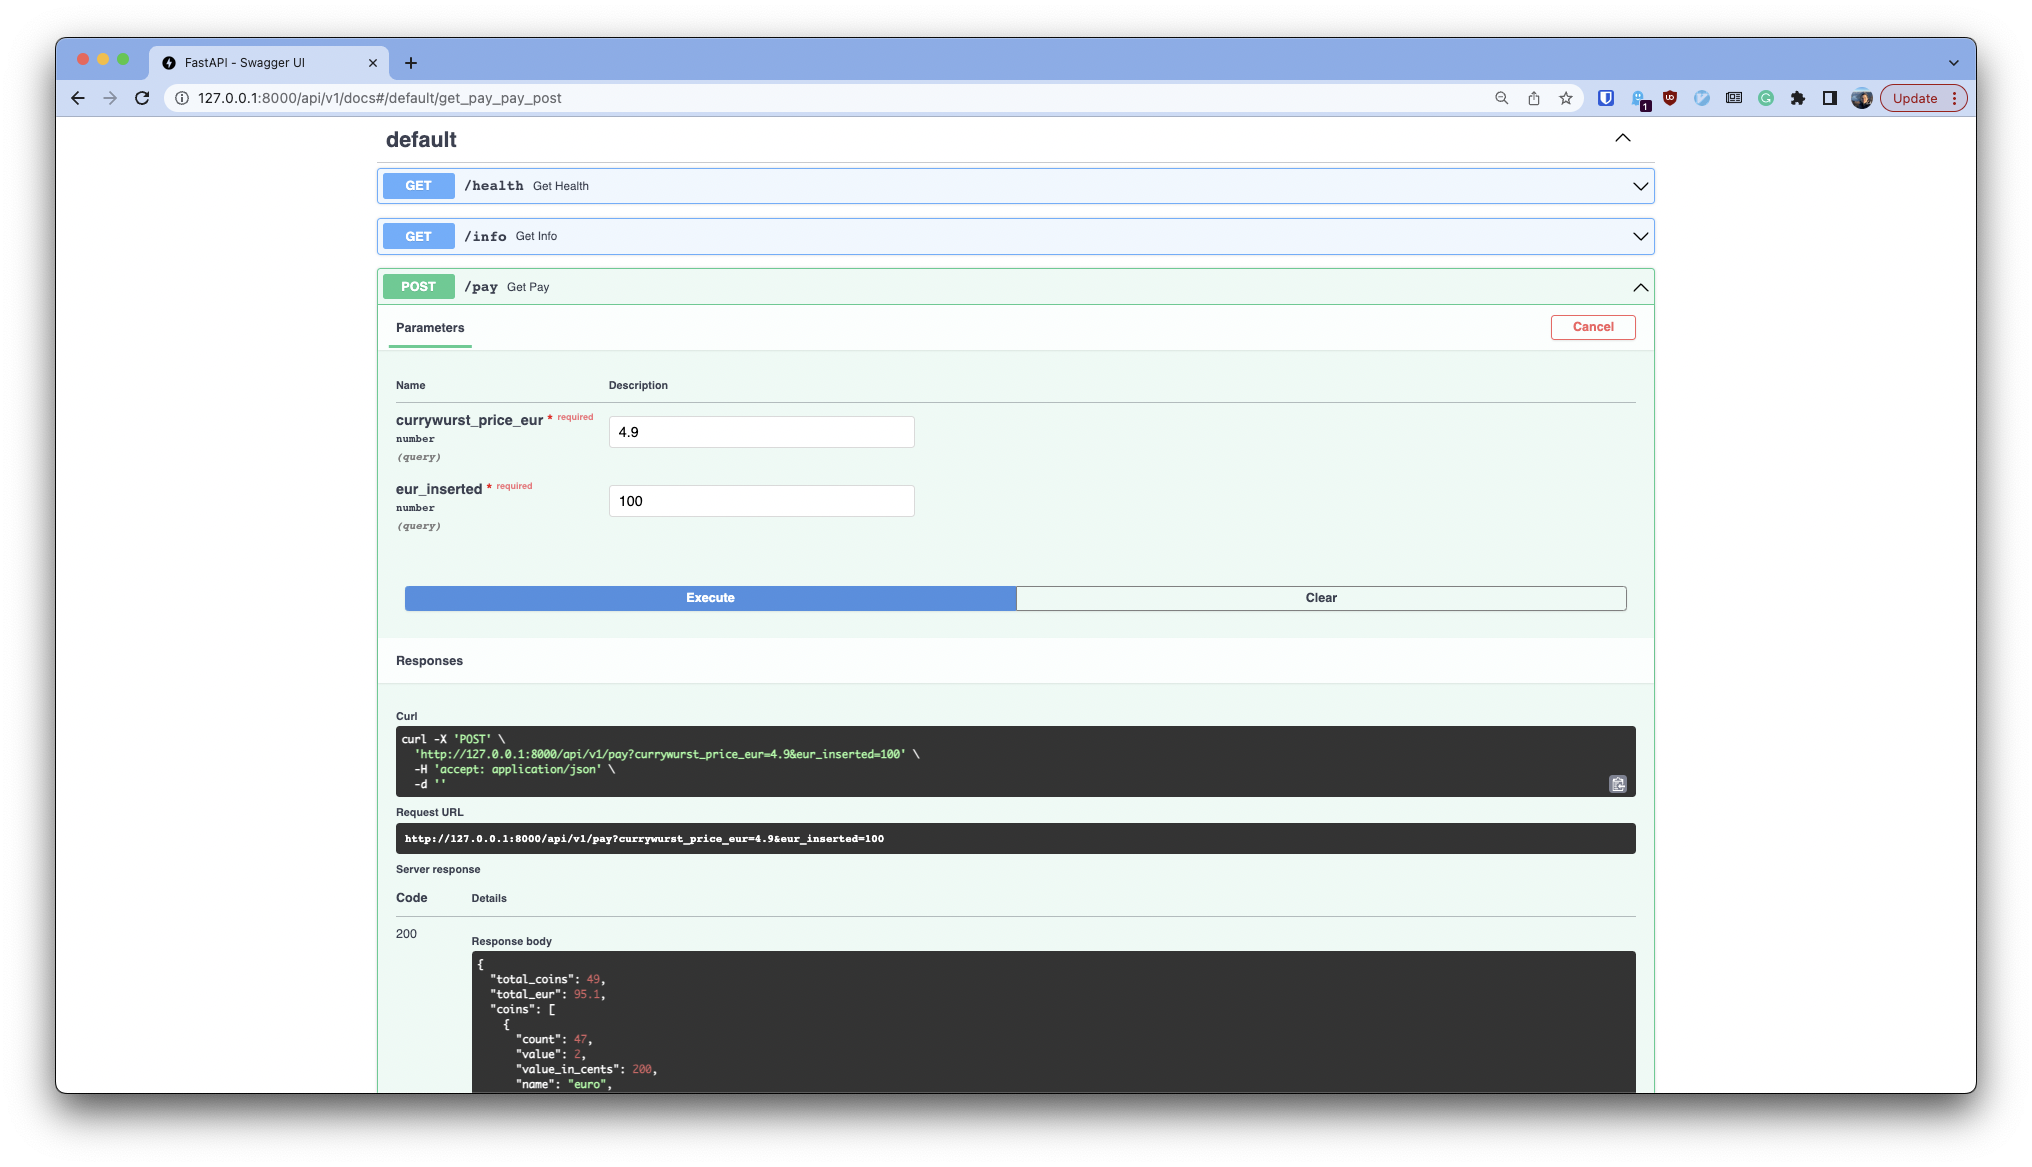 FastAPI - Swagger UI
127.0.0.1:8000/api/v1/docs#/default/get_pay_pay_post
1
Update
default
GET /health Get Health
GET /info Get Info
POST /pay Get Pay
Parameters
Cancel
Name Description
currywurst_price_eur * required
number
(query)
4.9
eur_inserted * required
number
(query)
100
Execute Clear
Responses
Curl
curl -X 'POST' \
'http://127.0.0.1:8000/api/v1/pay?currywurst_price_eur=4.9&eur_inserted=100' \
-H 'accept: application/json' \
-d ''
Request URL
http://127.0.0.1:8000/api/v1/pay?currywurst_price_eur=4.9&eur_inserted=100
Server response
Code Details
200
Response body
{
"total_coins": 49,
"total_eur": 95.1,
"coins": [
{
"count": 47,
"value": 2,
"value_in_cents": 200,
"name": "euro",